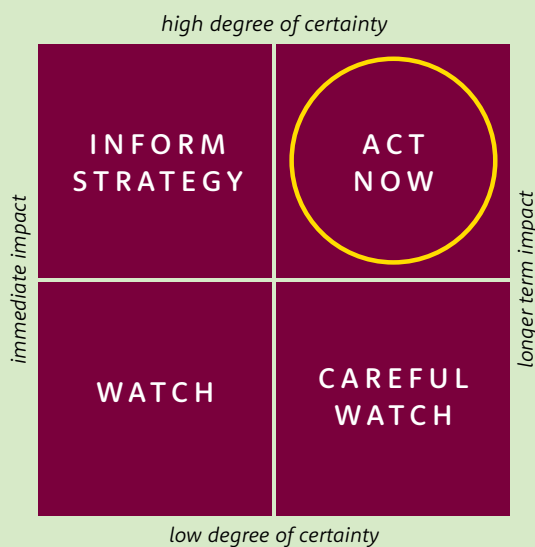 high degree of certainty
INFORM
STRATEGY
ACT
NOW
immediate impact
longer term impact
WATCH
CAREFUL
WATCH
low degree of certainty